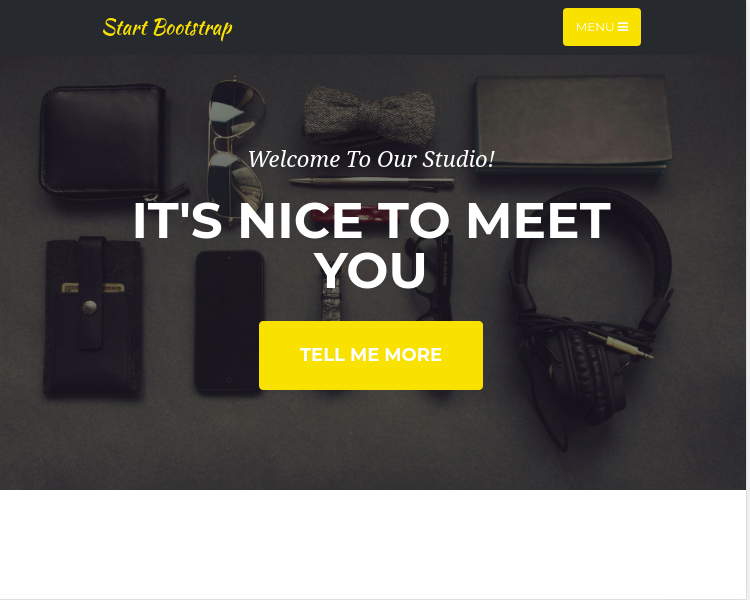 Start Bootstrap
MENU
Welcome To Our Studio!
IT'S NICE TO MEET
YOU
TELL ME MORE